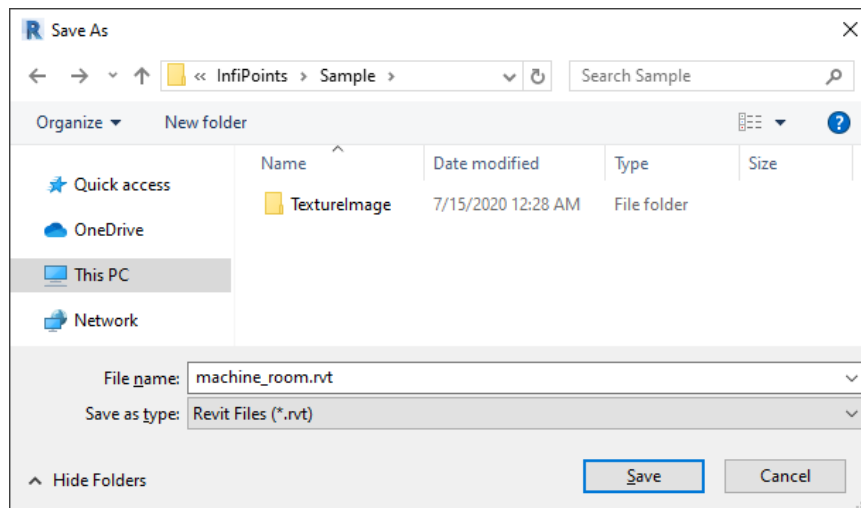 R Save As
« InfiPoints > Sample >
Search Sample
Organize
New folder
?
Name
Date modified
Type
Size
Quick access
OneDrive
This PC
Network
TextureImage
7/15/2020 12:28 AM
File folder
File name: machine_room.rvt
Save as type: Revit Files (*.rvt)
Hide Folders
Save
Cancel